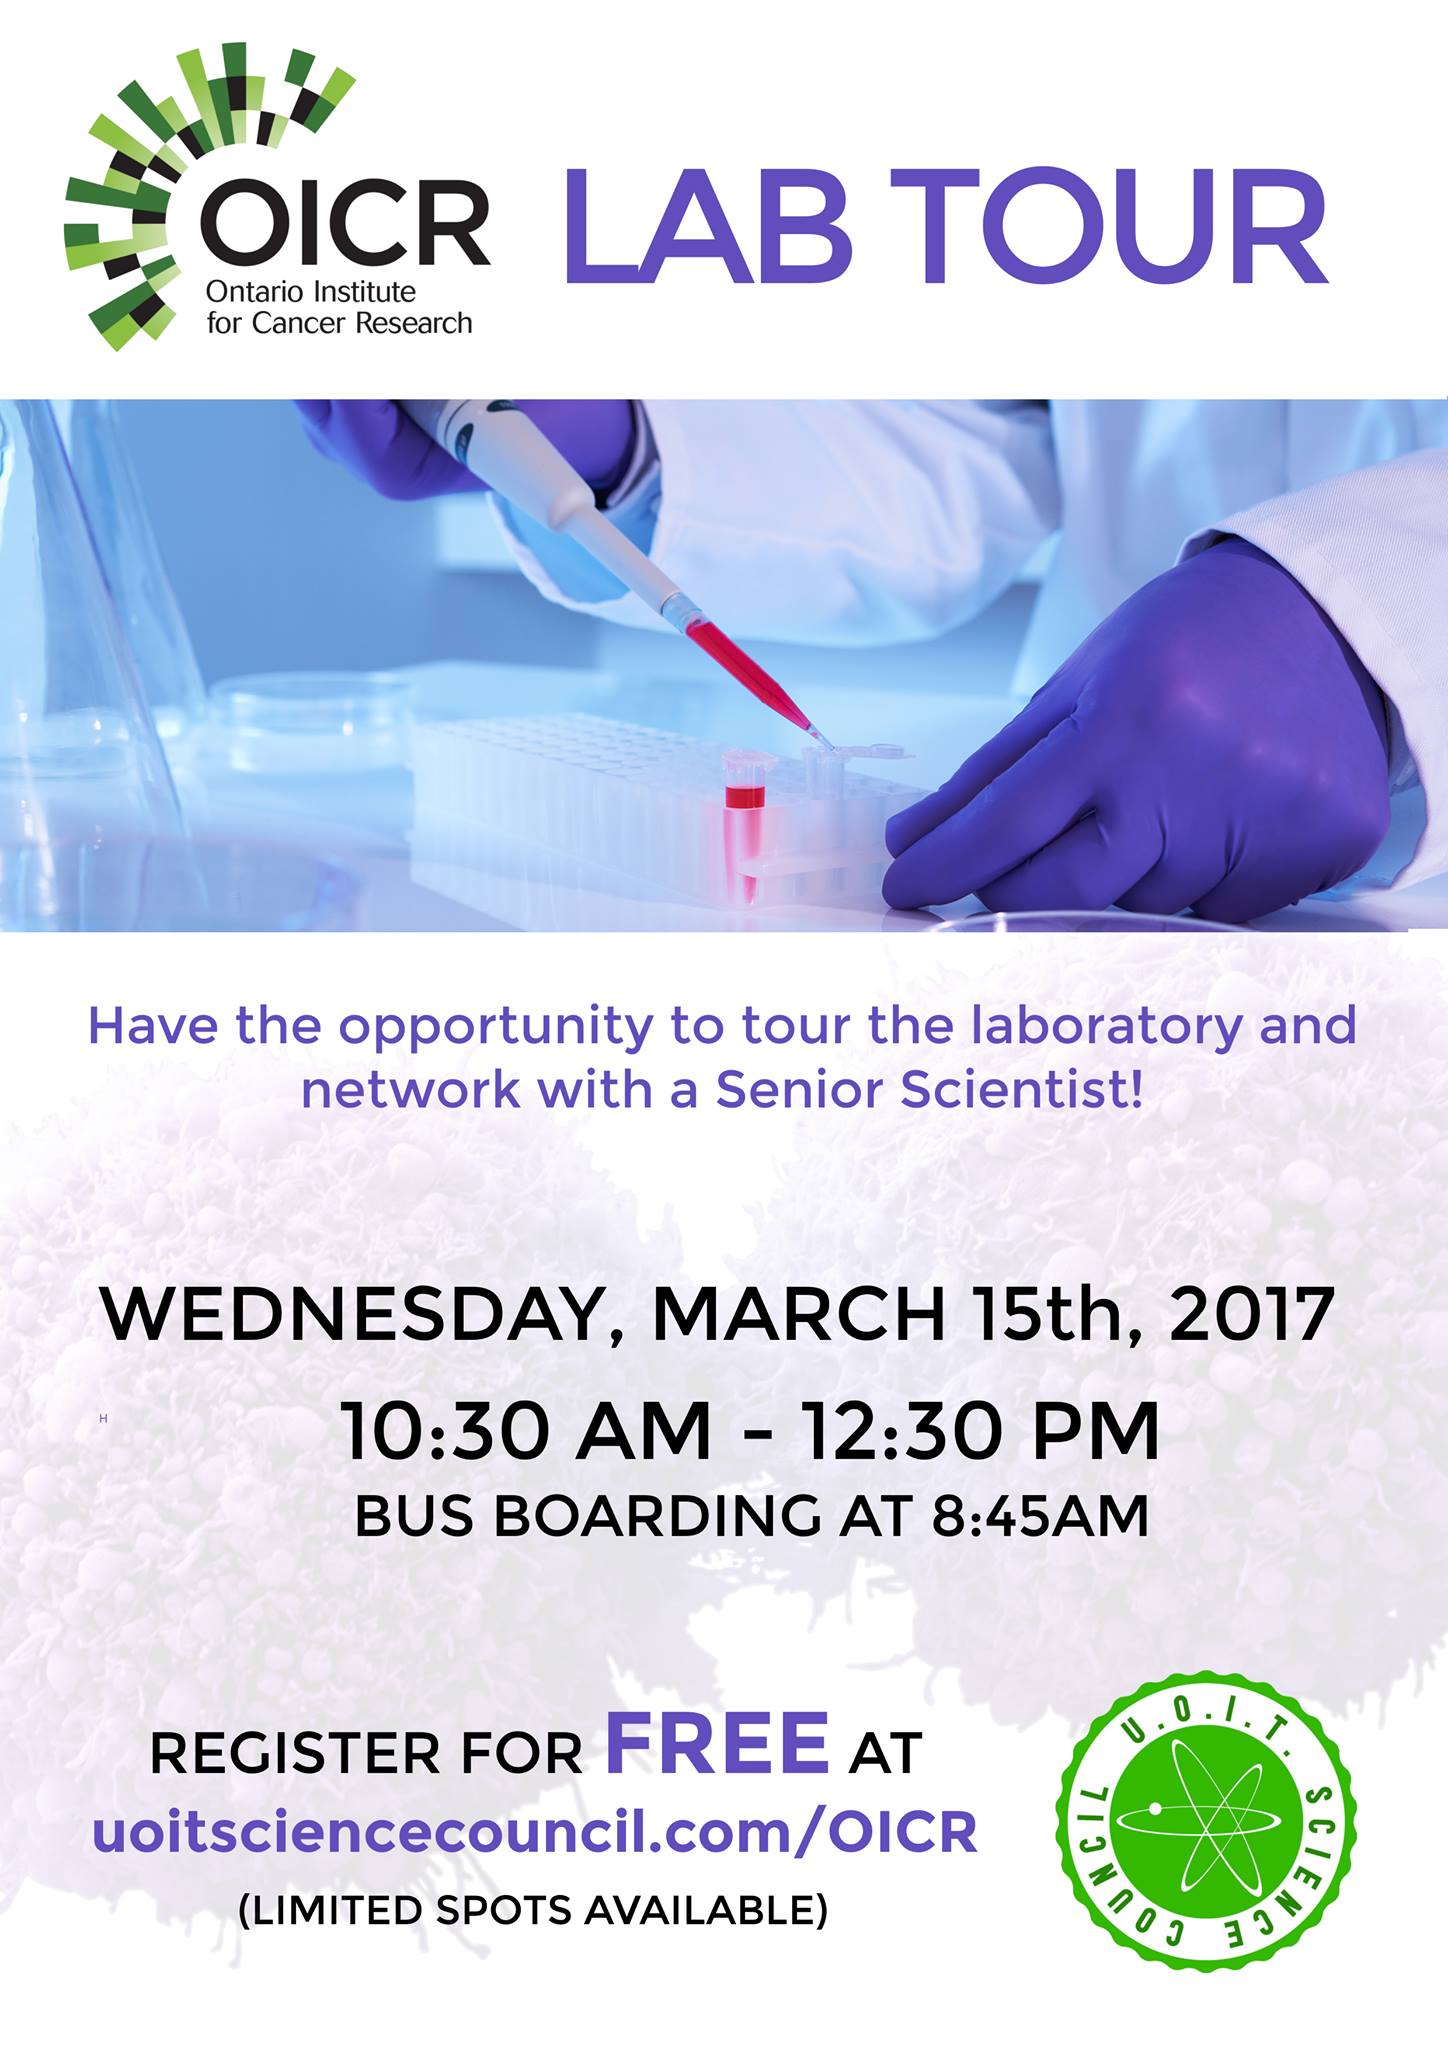 OICR
Ontario Institute
for Cancer Research
LAB TOUR
Have the opportunity to tour the laboratory and
network with a Senior Scientist!
WEDNESDAY, MARCH 15th, 2017
H
10:30 AM - 12:30 PM
BUS BOARDING AT 8:45AM
REGISTER FOR FREE AT
uoitsciencecouncil.com/OICR
(LIMITED SPOTS AVAILABLE)
U.O.I.T. SCIENCE COUNCIL